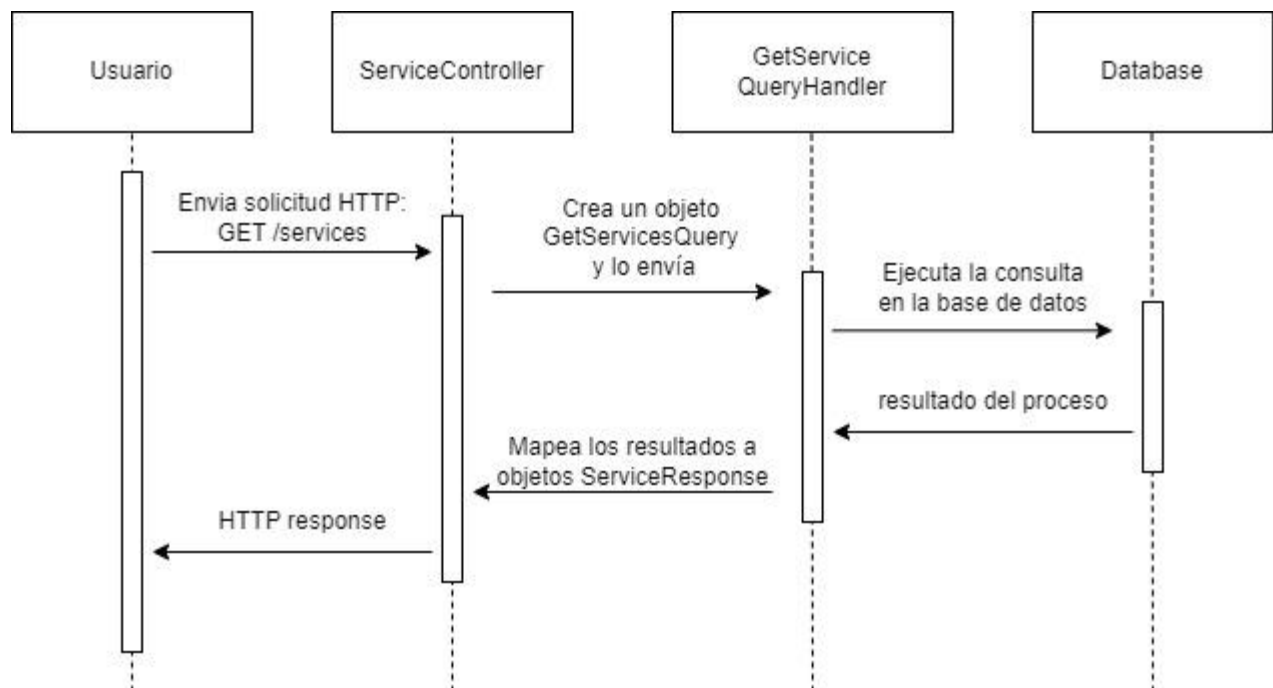 Usuario
ServiceController
GetService
QueryHandler
Database
Envia solicitud HTTP:
GET /services
Crea un objeto
GetServicesQuery
y lo envía
Ejecuta la consulta
en la base de datos
resultado del proceso
Mapea los resultados a
objetos ServiceResponse
HTTP response